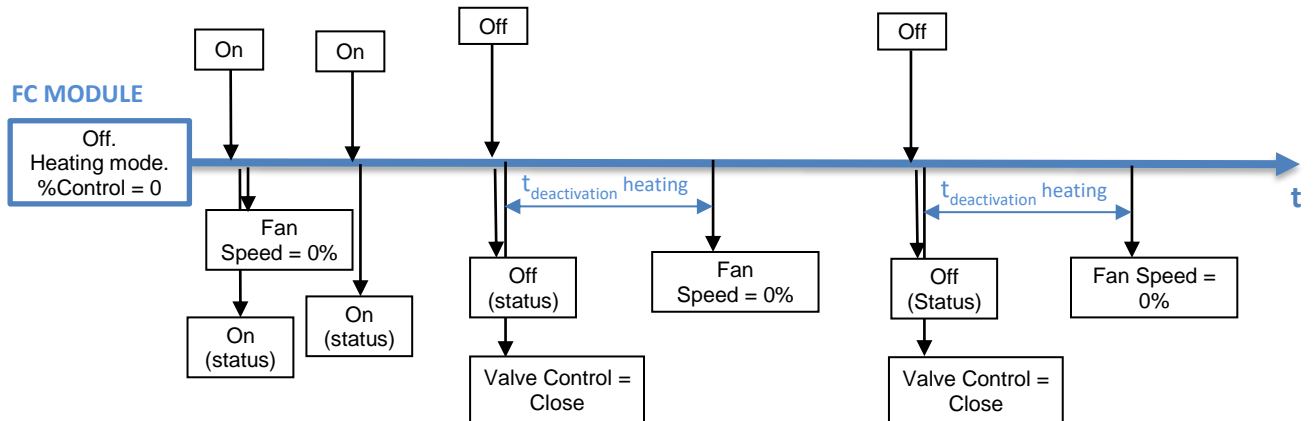 Off
Off
On
On
FC MODULE
Off.
Heating mode.
%Control = 0
t
tdeactivation heating
tdeactivation heating
Fan
Speed = 0%
Off
(status)
Fan
Speed = 0%
Off
(Status)
Fan Speed =
0%
On
(status)
On
(status)
Valve Control =
Close
Valve Control =
Close